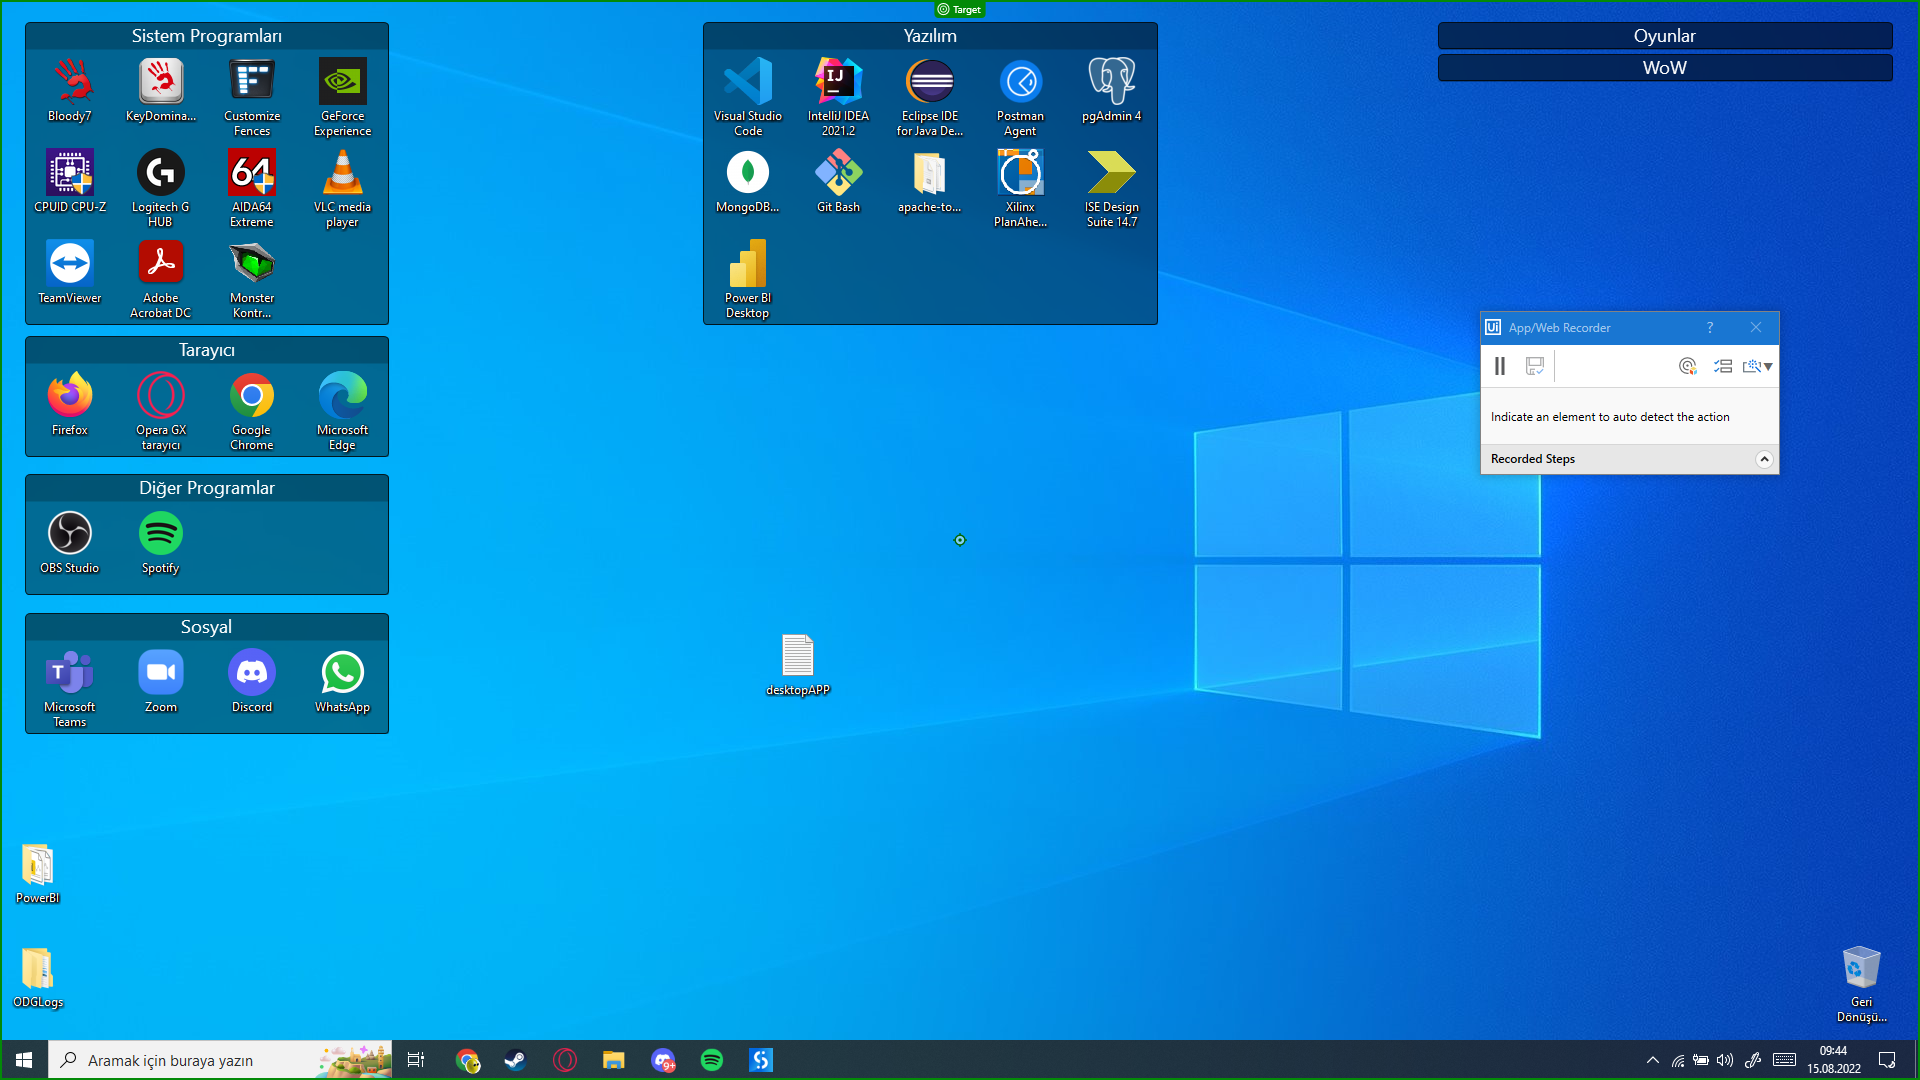 Target
Sistem Programları
Bloody7
KeyDomina...
Customize
Fences
GeForce
Experience
CPUID CPU-Z
Logitech G
HUB
64
AIDA64
Extreme
VLC media
player
TeamViewer
Adobe
Acrobat DC
Monster
Kontr...
Tarayıcı
Firefox
Opera GX
tarayıcı
Google
Chrome
Microsoft
Edge
Diğer Programlar
OBS Studio
Spotify
Sosyal
T
Microsoft
Teams
Zoom
Discord
WhatsApp
Yazılım
Visual Studio
Code
IJ
IntelliJ IDEA
2021.2
Eclipse IDE
for Java De...
Postman
Agent
pgAdmin 4
MongoDB...
Git Bash
apache-to...
Xilinx
PlanAhe...
ISE Design
Suite 14.7
Power BI
Desktop
Oyunlar
WoW
Ui App/Web Recorder ?
Indicate an element to auto detect the action
Recorded Steps
desktopAPP
PowerBI
ODGLogs
Geri
Dönüşü...
Aramak için buraya yazın
9+
09:44
15.08.2022